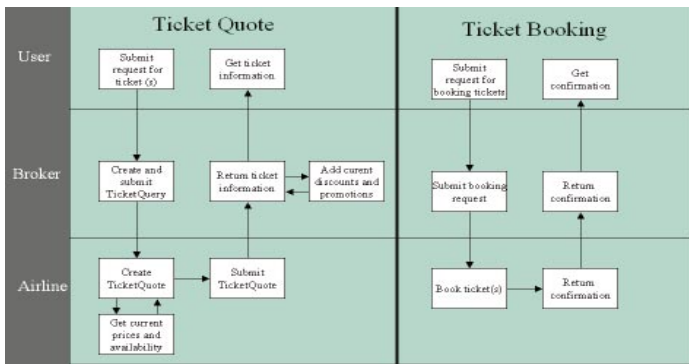 Ticket Quote
Ticket Booking
User
Submit
request for
ticket (s)
Get ticket
information
Submit
request for
booking tickets
Get
confirmation
Broker
Create and
submit
TicketQuery
Return ticket
information
Add curent
discounts and
promotions
Submit booking
request
Return
confirmation
Airline
Create
TicketQuote
Submit
TicketQuote
Book ticket(s)
Return
confirmation
Get current
prices and
availability